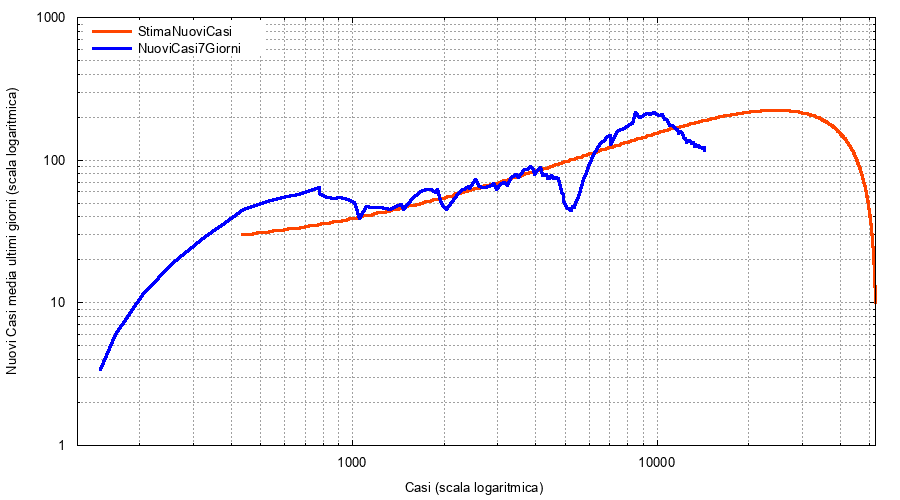 1000
100
10
1
StimaNuoviCasi
NuoviCasi7Giorni
Nuovi Casi media ultimi giorni (scala logaritmica)
1000
10000
Casi (scala logaritmica)